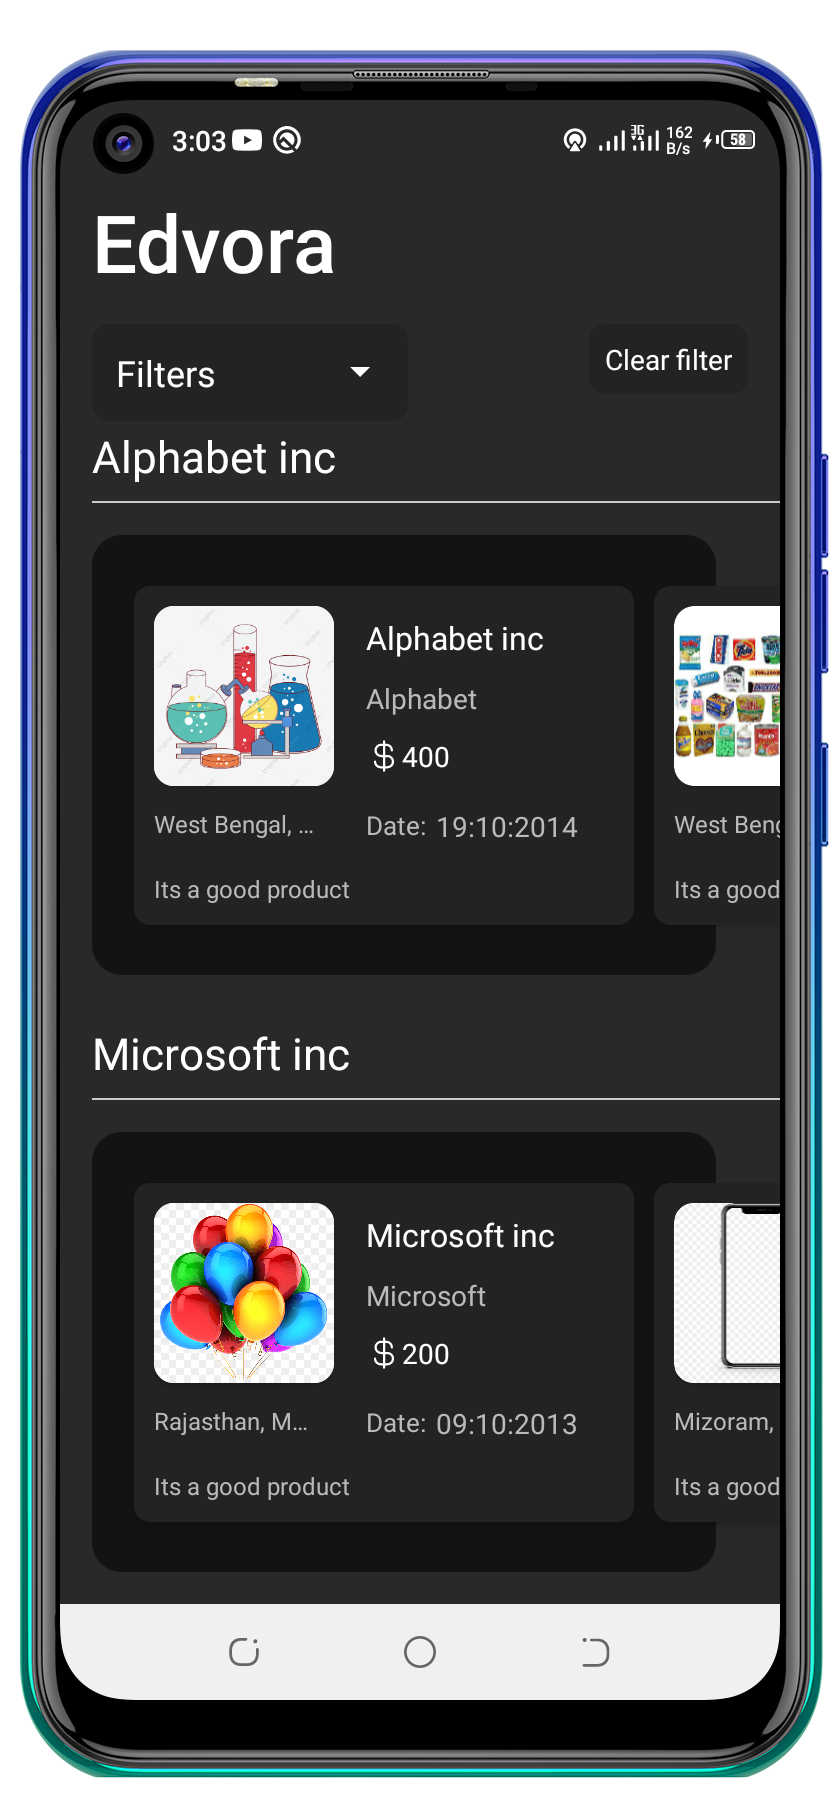 3:03 3G 162 B/s 58
Edvora
Filters
Clear filter
Alphabet inc
Alphabet inc
Alphabet
$ 400
West Bengal, ...
Date: 19:10:2014
West Beng
Its a good product
Its a good
Microsoft inc
Microsoft inc
Microsoft
$ 200
Rajasthan, M...
Date: 09:10:2013
Mizoram,
Its a good product
Its a good